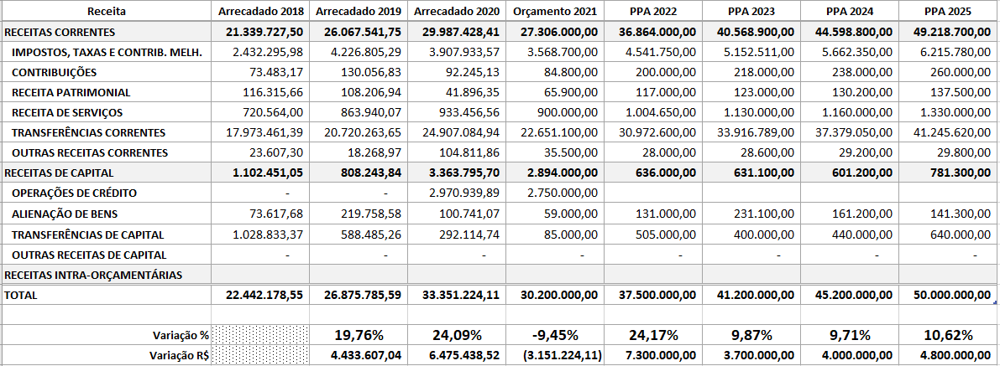 Receita Arrecadado 2018 Arrecadado 2019 Arrecadado 2020 Orçamento 2021 PPA 2022 PPA 2023 PPA 2024 PPA 2025
RECEITAS CORRENTES 21.339.727,50 26.067.541,75 29.987.428,41 27.306.000,00 36.864.000,00 40.568.900,00 44.598.800,00 49.218.700,00
IMPOSTOS, TAXAS E CONTRIB. MELH. 2.432.295,98 4.226.805,29 3.907.933,57 3.568.700,00 4.541.750,00 5.152.511,00 5.662.350,00 6.215.780,00
CONTRIBUIÇÕES 73.483,17 130.056,83 92.245,13 84.800,00 200.000,00 218.000,00 238.000,00 260.000,00
RECEITA PATRIMONIAL 116.315,66 108.206,94 41.896,35 65.900,00 117.000,00 123.000,00 130.200,00 137.500,00
RECEITA DE SERVIÇOS 720.564,00 863.940,07 933.456,56 900.000,00 1.004.650,00 1.130.000,00 1.160.000,00 1.330.000,00
TRANSFERÊNCIAS CORRENTES 17.973.461,39 20.720.263,65 24.907.084,94 22.651.100,00 30.972.600,00 33.916.789,00 37.379.050,00 41.245.620,00
OUTRAS RECEITAS CORRENTES 23.607,30 18.268,97 104.811,86 35.500,00 28.000,00 28.600,00 29.200,00 29.800,00
RECEITAS DE CAPITAL 1.102.451,05 808.243,84 3.363.795,70 2.894.000,00 636.000,00 631.100,00 601.200,00 781.300,00
OPERAÇÕES DE CRÉDITO - - 2.970.939,89 2.750.000,00
ALIENAÇÃO DE BENS 73.617,68 219.758,58 100.741,07 59.000,00 131.000,00 231.100,00 161.200,00 141.300,00
TRANSFERÊNCIAS DE CAPITAL 1.028.833,37 588.485,26 292.114,74 85.000,00 505.000,00 400.000,00 440.000,00 640.000,00
OUTRAS RECEITAS DE CAPITAL - - - - - - - -
RECEITAS INTRA-ORÇAMENTÁRIAS
TOTAL 22.442.178,55 26.875.785,59 33.351.224,11 30.200.000,00 37.500.000,00 41.200.000,00 45.200.000,00 50.000.000,00
Variação % 19,76% 24,09% -9,45% 24,17% 9,87% 9,71% 10,62%
Variação R$ 4.433.607,04 6.475.438,52 (3.151.224,11) 7.300.000,00 3.700.000,00 4.000.000,00 4.800.000,00